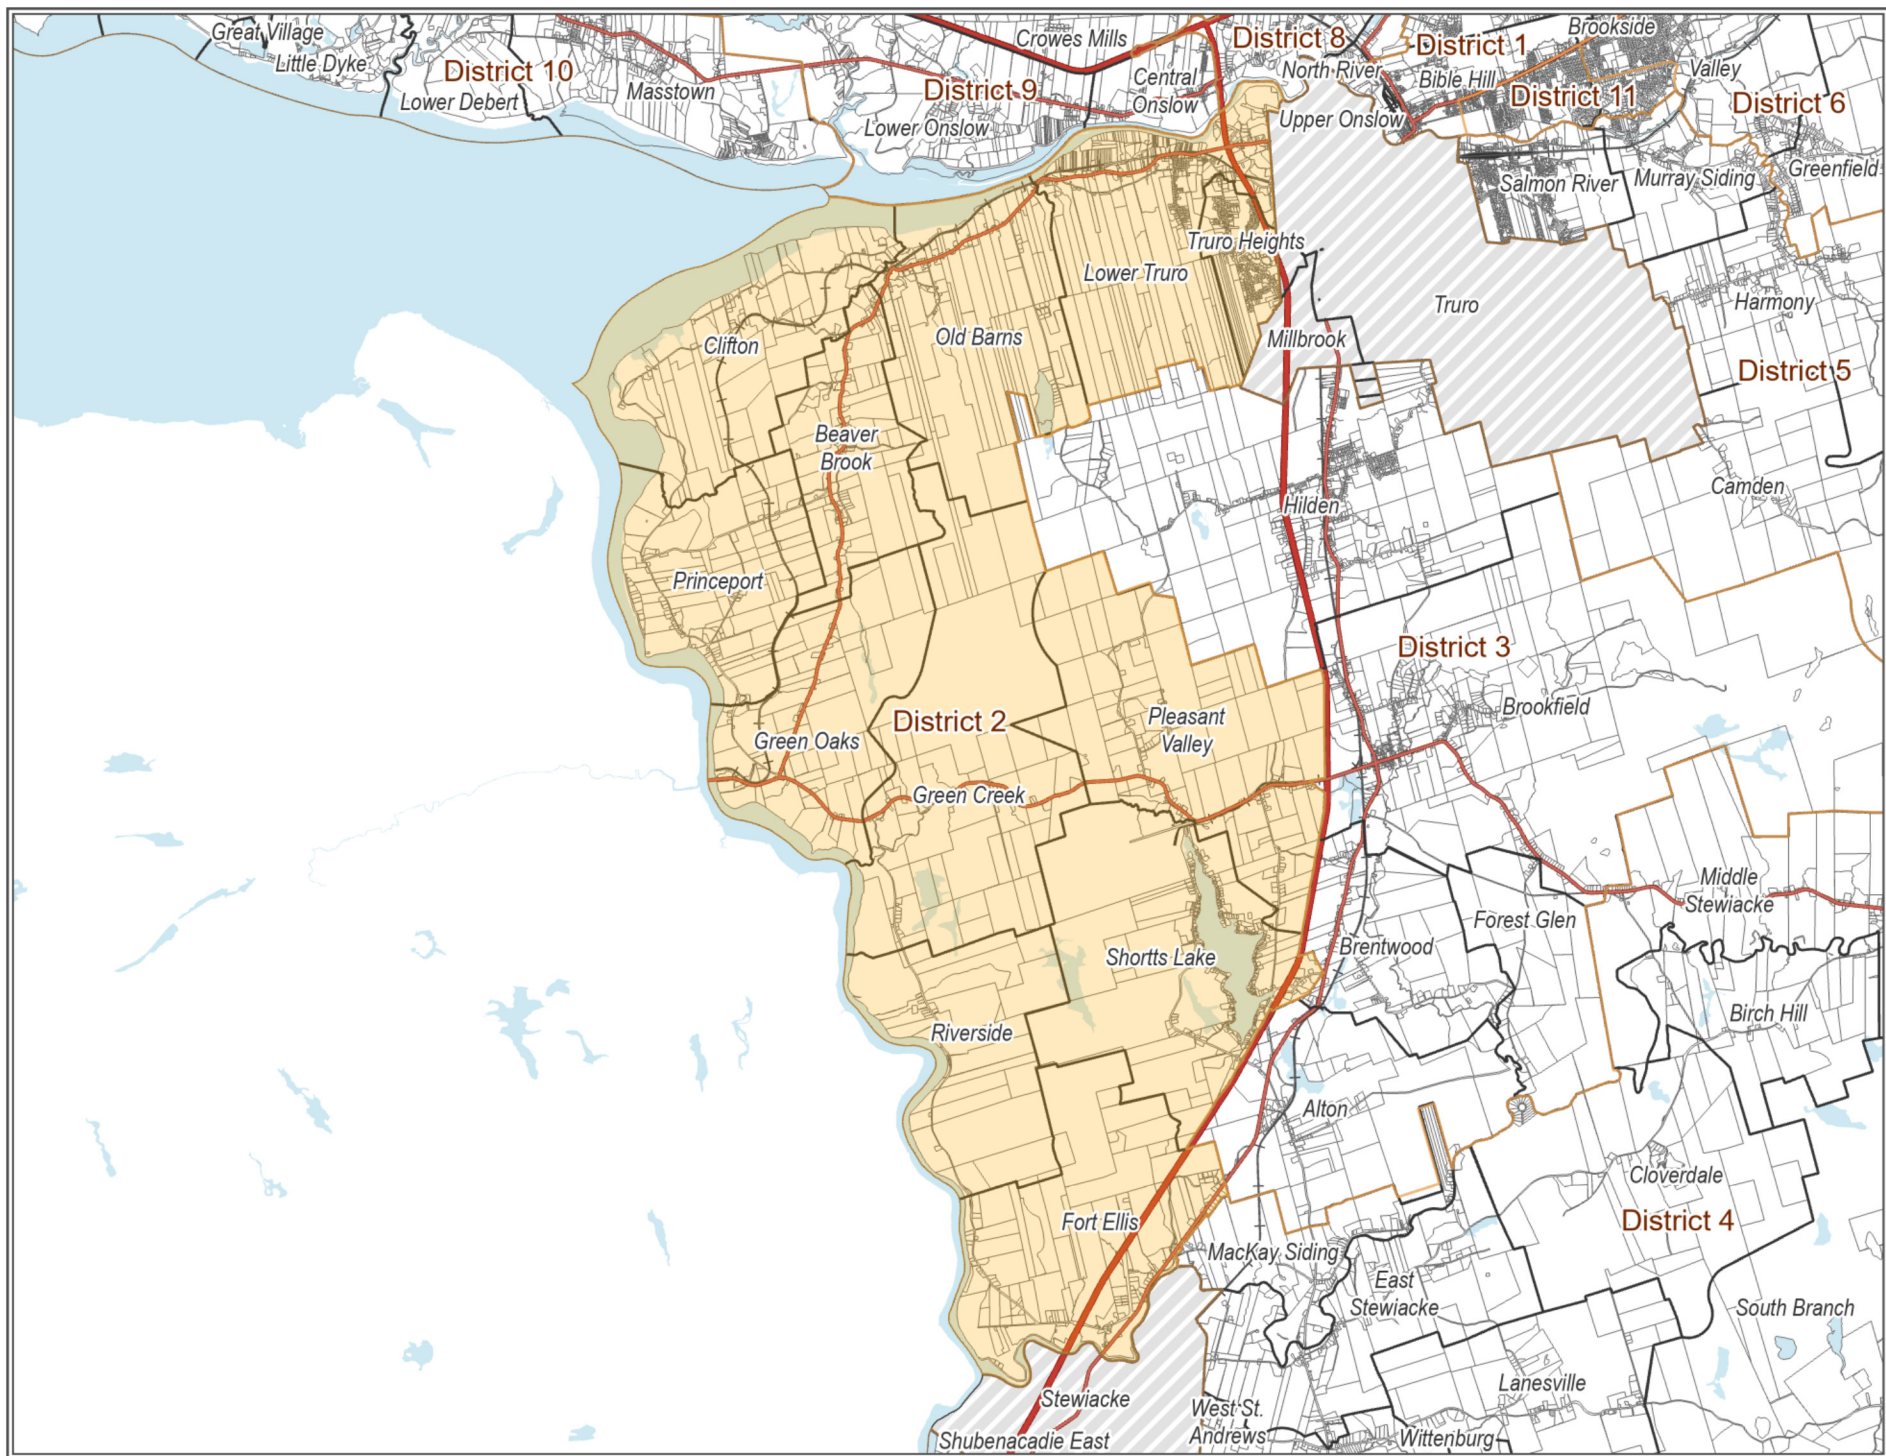 Great Village
Little Dyke
District 10
Lower Debert
Masstown
District 9
Lower Onslow
Crowes Mills
Central
Onslow
District 8
North River
Upper Onslow
District 1
Bible Hill
Brookside
District 11
Valley
District 6
Greenfield
Salmon River
Murray Siding
Truro Heights
Lower Truro
Truro
Harmony
Millbrook
Old Barns
Clifton
District 5
Beaver
Brook
Camden
Hilden
Princeport
District 3
Brookfield
Pleasant
Valley
District 2
Green Oaks
Green Creek
Middle
Stewiacke
Forest Glen
Brentwood
Shortts Lake
Birch Hill
Riverside
Alton
Cloverdale
District 4
Fort Ellis
MacKay Siding
East
Stewiacke
South Branch
Lanesville
Stewiacke
West St.
Andrews
Wittenburg
Shubenacadie East